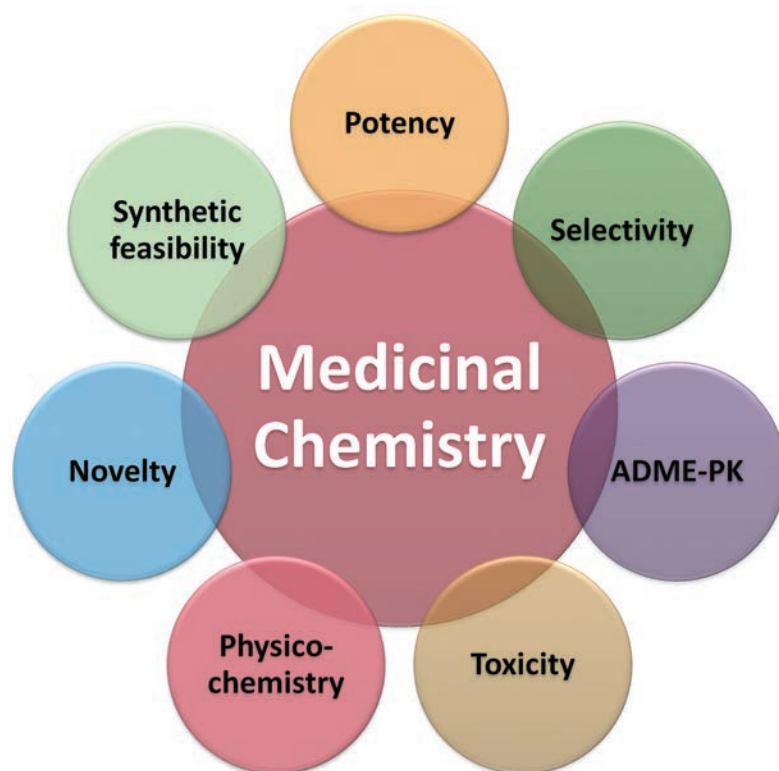 Potency
Synthetic
feasibility
Selectivity
Medicinal
Chemistry
Novelty
ADME-PK
Physico-
chemistry
Toxicity